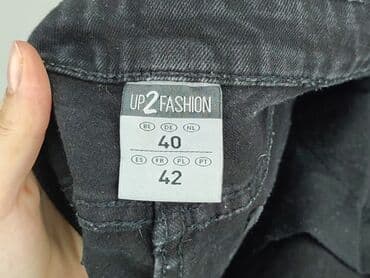 UP2FASHION
BE DE NL
40
ES FR PL PT
42